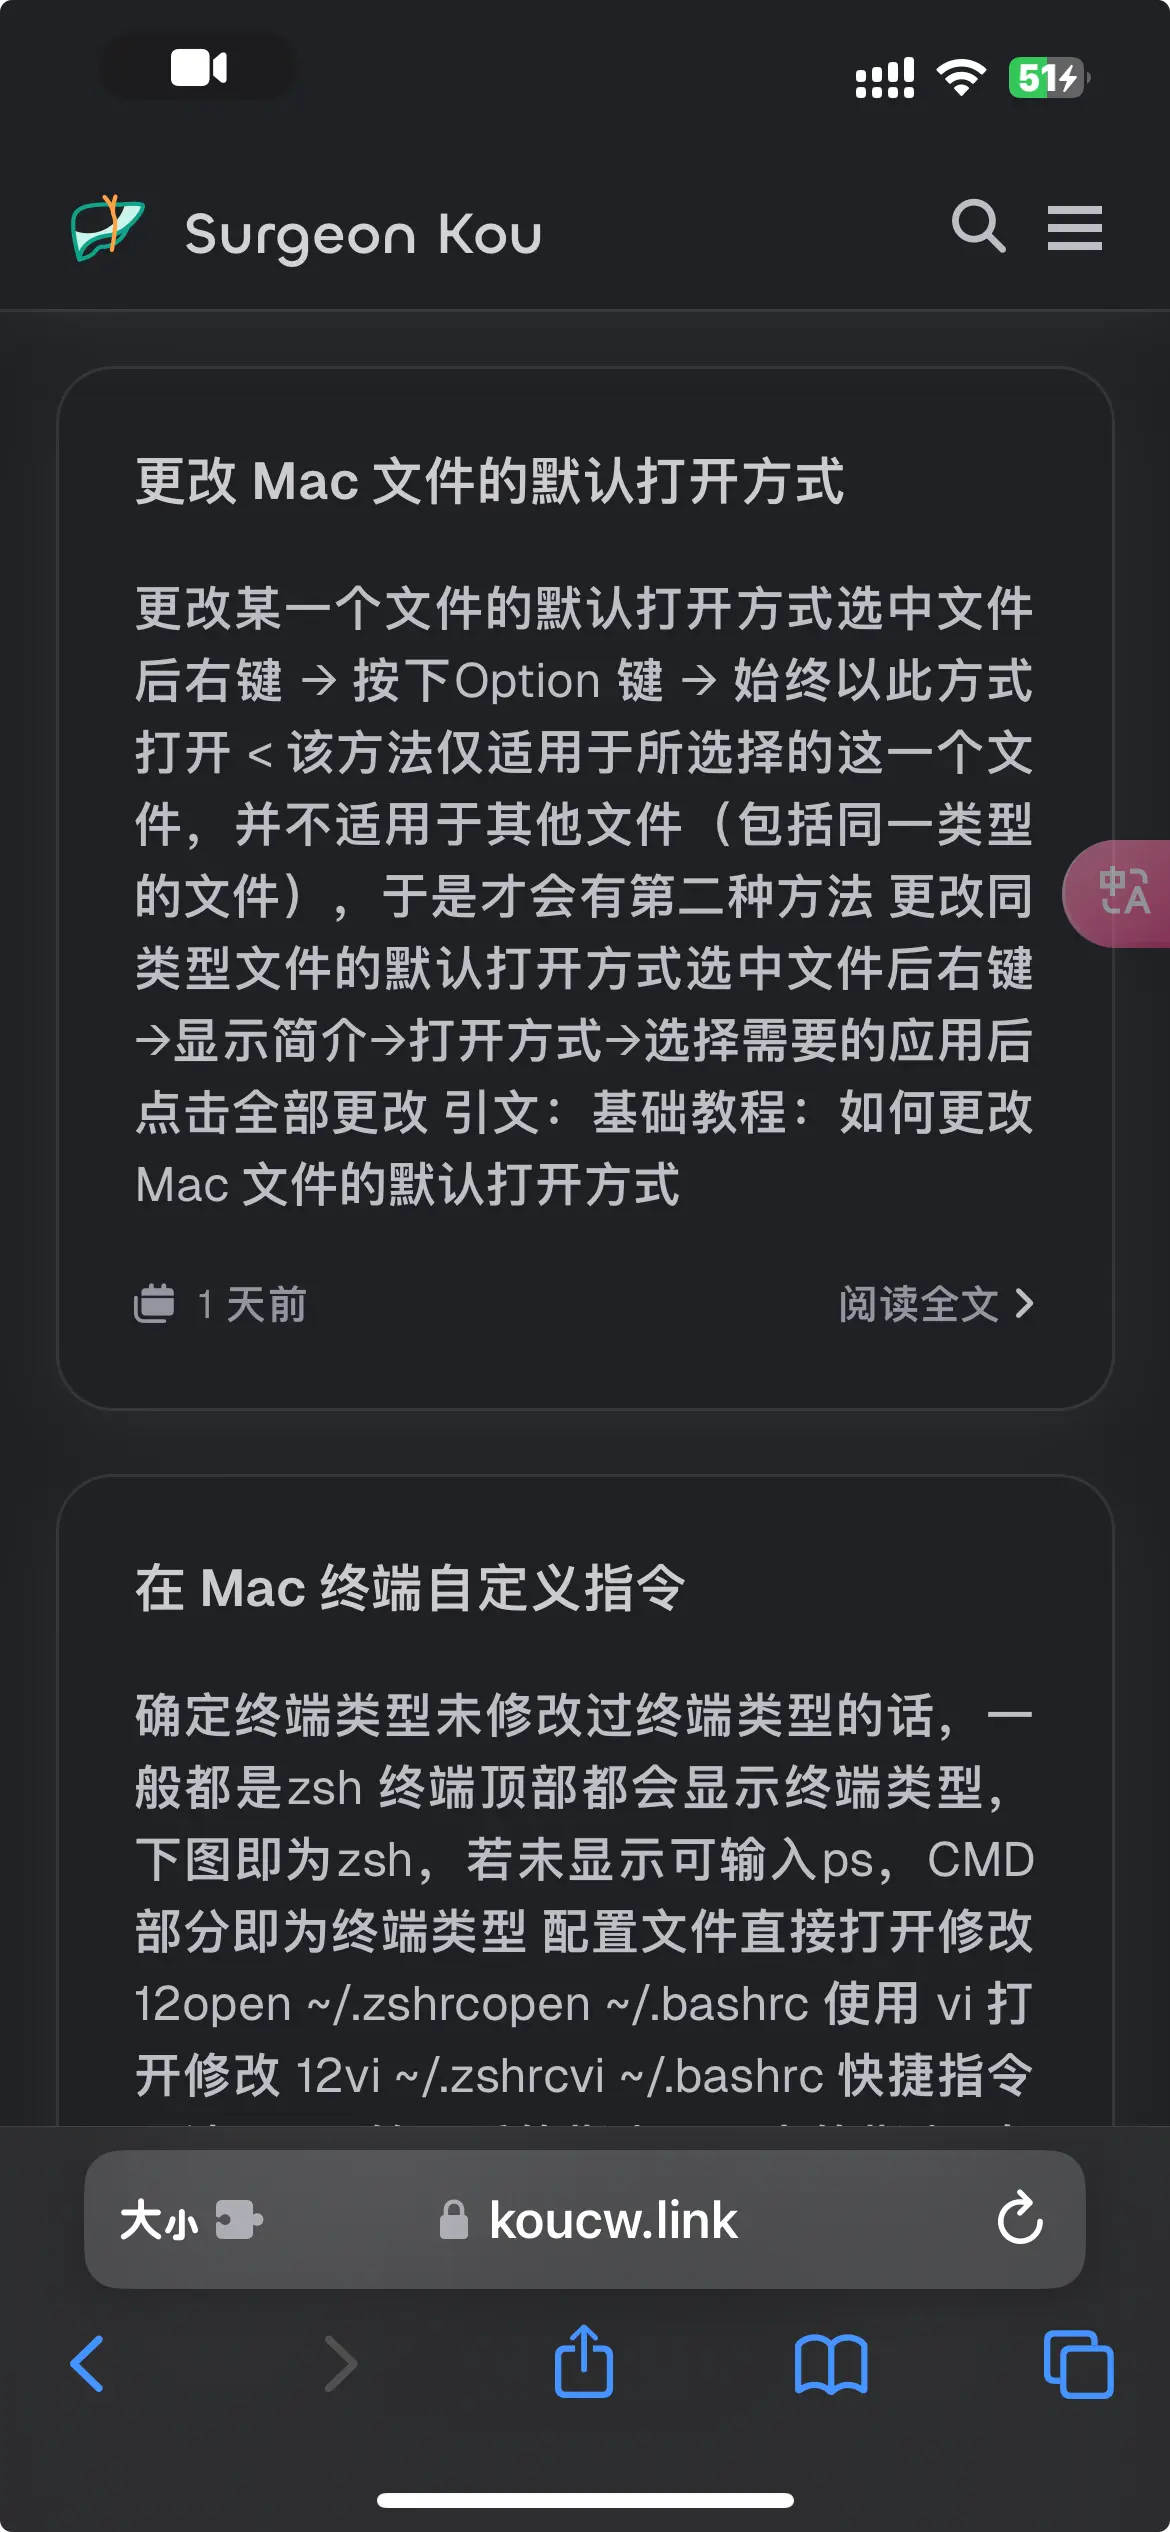 51
Surgeon Kou
更改 Mac 文件的默认打开方式
更改某一个文件的默认打开方式选中文件
后右键 → 按下Option 键 → 始终以此方式
打开 < 该方法仅适用于所选择的这一个文
件，并不适用于其他文件（包括同一类型
的文件），于是才会有第二种方法 更改同
类型文件的默认打开方式选中文件后右键
→显示简介→打开方式→选择需要的应用后
点击全部更改 引文：基础教程：如何更改
Mac 文件的默认打开方式
中A
1 天前
阅读全文
在 Mac 终端自定义指令
确定终端类型未修改过终端类型的话，一
般都是zsh 终端顶部都会显示终端类型，
下图即为zsh，若未显示可输入ps，CMD
部分即为终端类型 配置文件直接打开修改
12open ~/.zshrcopen ~/.bashrc 使用 vi 打
开修改 12vi ~/.zshrcvi ~/.bashrc 快捷指令
大小
koucw.link